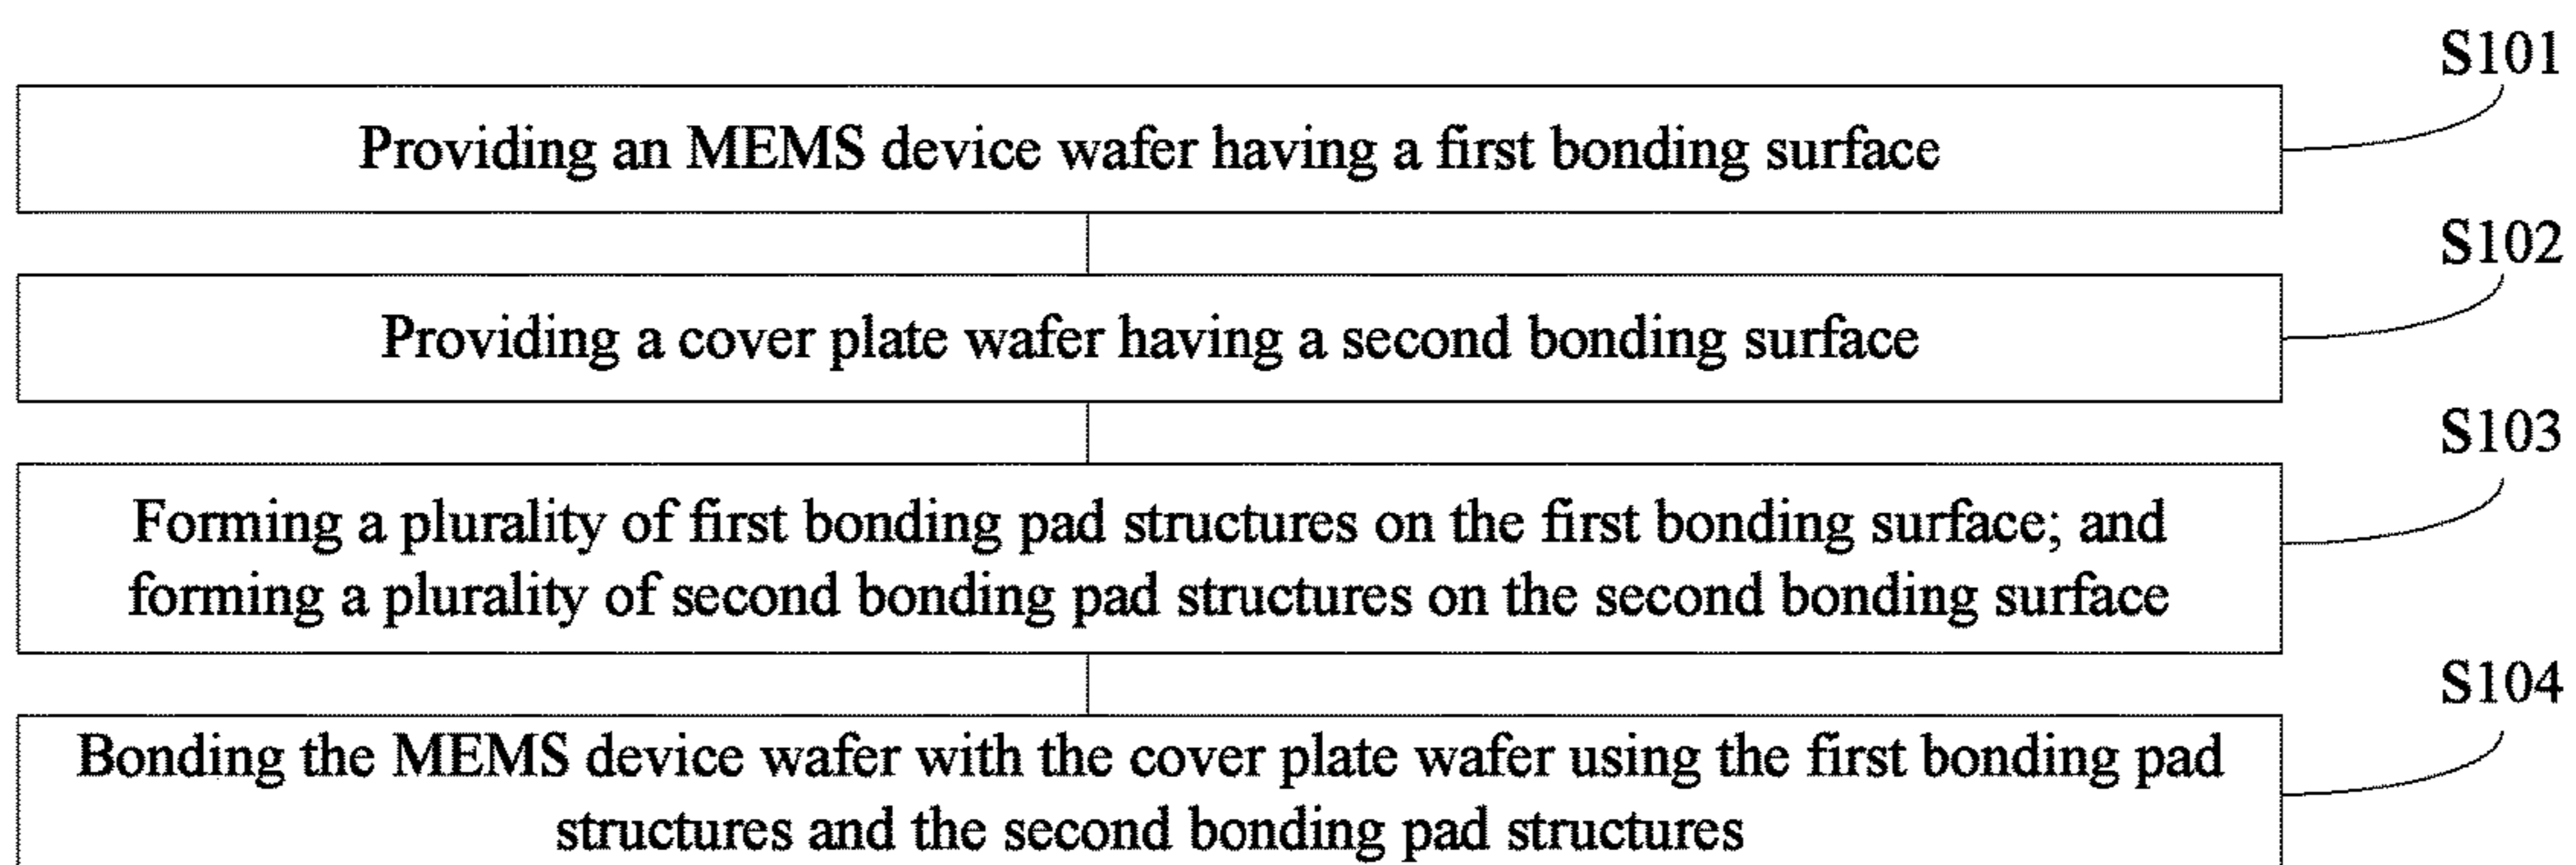 S101
Providing an MEMS device wafer having a first bonding surface
S102
Providing a cover plate wafer having a second bonding surface
S103
Forming a plurality of first bonding pad structures on the first bonding surface; and
forming a plurality of second bonding pad structures on the second bonding surface
S104
Bonding the MEMS device wafer with the cover plate wafer using the first bonding pad
structures and the second bonding pad structures